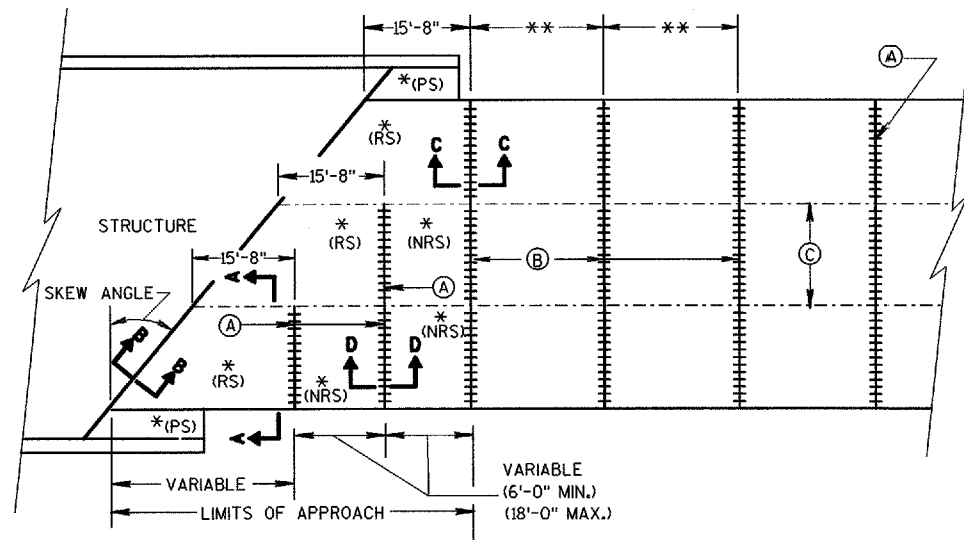 15'-8"
**
**
A
*(PS)
*
(RS)
C
C
15'-8"
STRUCTURE
*
(RS)
*
(NRS)
15'-8"
A
B
C
SKEW ANGLE
A
B
B
A
*
(NRS)
*
(RS)
D
D
*
(NRS)
*(PS)
A
VARIABLE
VARIABLE
(6'-0" MIN.)
(18'-0" MAX.)
LIMITS OF APPROACH